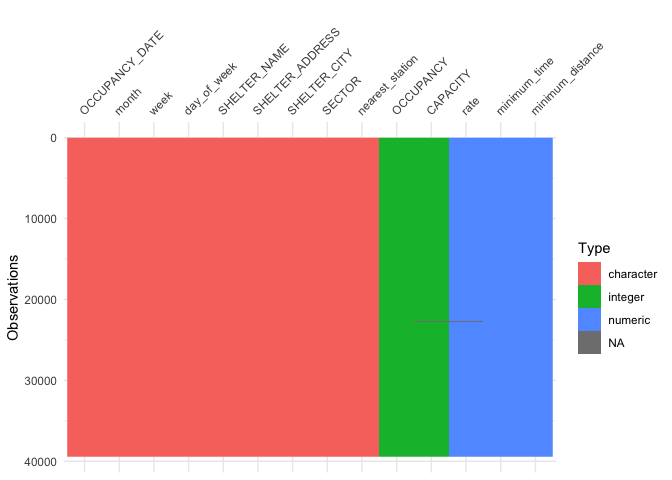 OCCUPANCY_DATE
month
week
day_of_week
SHELTER_NAME
SHELTER_ADDRESS
SHELTER_CITY
SECTOR
nearest_station
OCCUPANCY
CAPACITY
rate
minimum_time
minimum_distance
0
10000
20000
30000
40000
Observations
Type
character
integer
numeric
NA